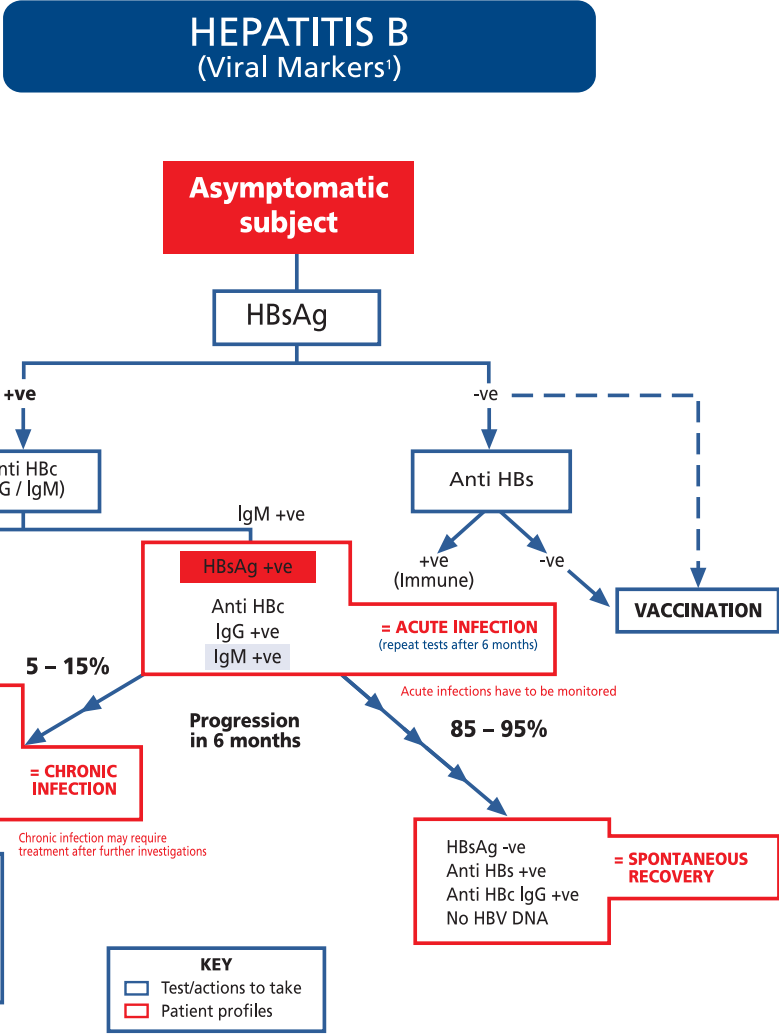 HEPATITIS B
(Viral Markers¹)
Asymptomatic
subject
HBsAg
+ve
-ve
nti HBc
G / IgM)
Anti HBs
IgM +ve
+ve
(Immune)
-ve
VACCINATION
HBsAg +ve
Anti HBc
IgG +ve
IgM +ve
= ACUTE INFECTION
(repeat tests after 6 months)
Acute infections have to be monitored
5 – 15%
Progression
in 6 months
85 – 95%
= CHRONIC
INFECTION
Chronic infection may require
treatment after further investigations
HBsAg -ve
Anti HBs +ve
Anti HBc IgG +ve
No HBV DNA
= SPONTANEOUS
RECOVERY
KEY
Test/actions to take
Patient profiles